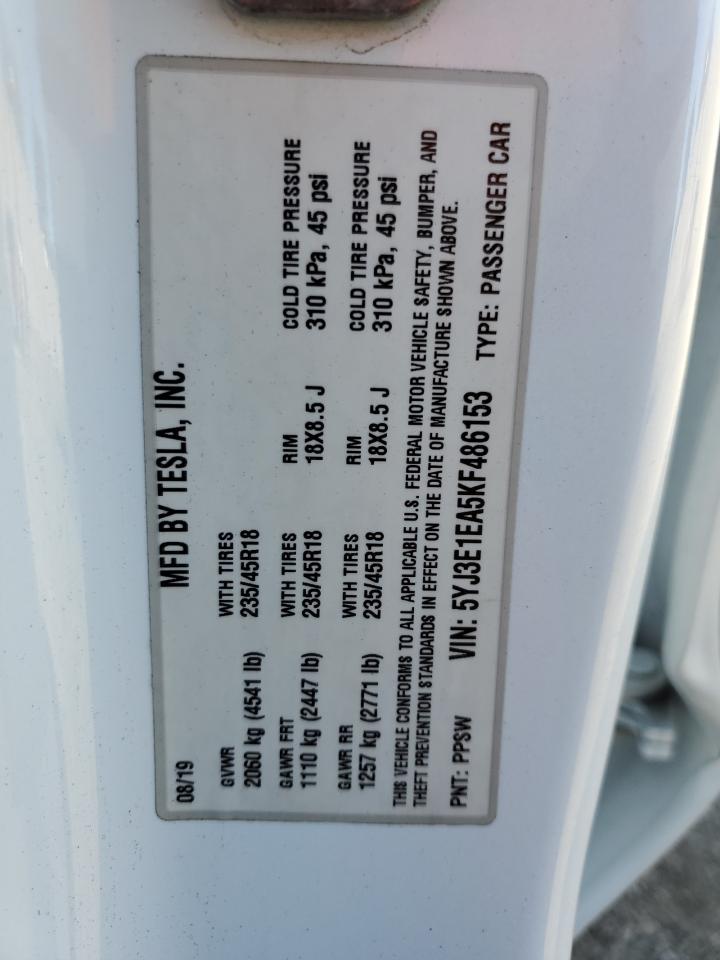 MFD BY TESLA, INC.
08/19
GVWR WITH TIRES
2060 kg (4541 lb) 235/45R18
GAWR FRT WITH TIRES RIM COLD TIRE PRESSURE
1110 kg (2447 lb) 235/45R18 18X8.5 J 310 kPa, 45 psi
GAWR RR WITH TIRES RIM COLD TIRE PRESSURE
1257 kg (2771 lb) 235/45R18 18X8.5 J 310 kPa, 45 psi
THIS VEHICLE CONFORMS TO ALL APPLICABLE U.S. FEDERAL MOTOR VEHICLE SAFETY, BUMPER, AND
THEFT PREVENTION STANDARDS IN EFFECT ON THE DATE OF MANUFACTURE SHOWN ABOVE.
PNT: PPSW VIN: 5YJ3E1EA5KF486153 TYPE: PASSENGER CAR